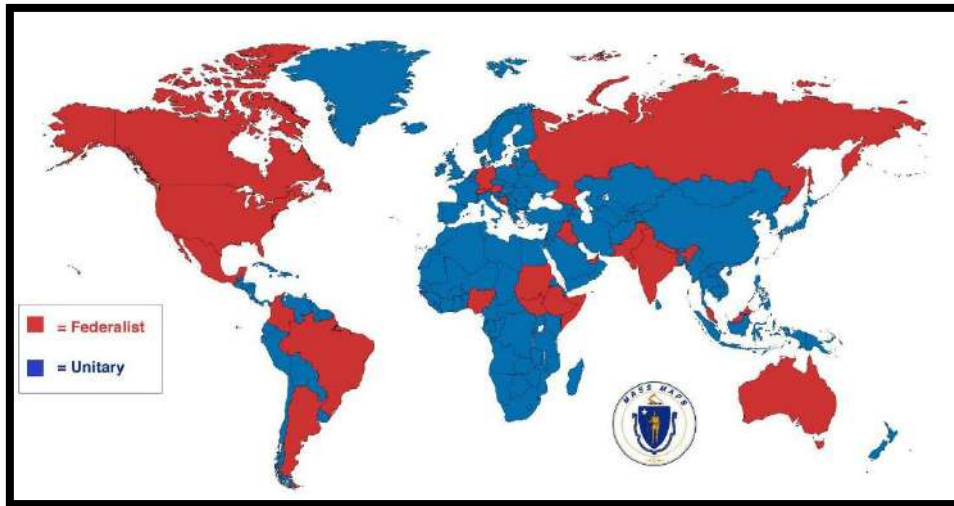 = Federalist
= Unitary
MASS MAPS